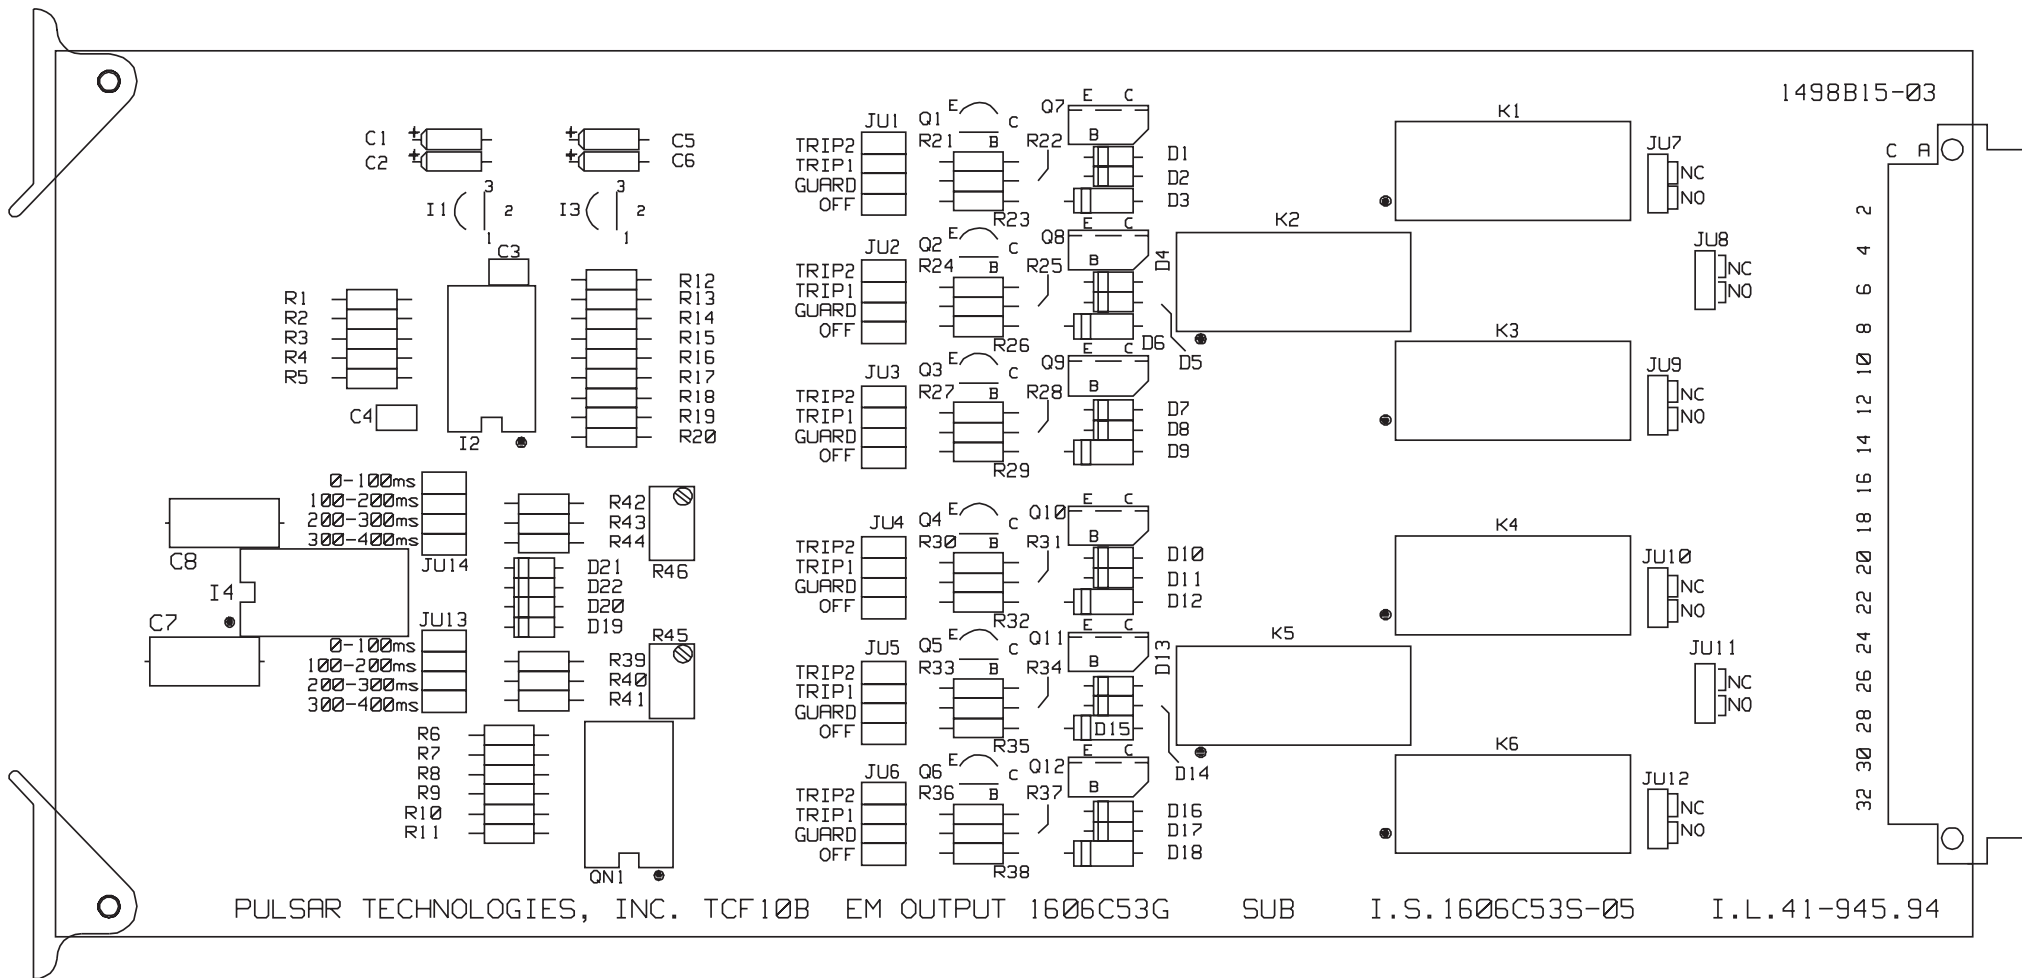 1498B15-03
C1
C2
C5
C6
I1
3
2
1
I3
3
2
1
C3
R1
R2
R3
R4
R5
C4
I2
R12
R13
R14
R15
R16
R17
R18
R19
R20
0-100ms
100-200ms
200-300ms
300-400ms
JU14
C8
I4
C7
R42
R43
R44
R46
D21
D22
D20
D19
JU13
0-100ms
100-200ms
200-300ms
300-400ms
R45
R39
R40
R41
R6
R7
R8
R9
R10
R11
QN1
JU1
TRIP2
TRIP1
GUARD
OFF
Q1
E
C
B
R21
R22
R23
Q7
E C
B
D1
D2
D3
JU2
TRIP2
TRIP1
GUARD
OFF
Q2
E
C
B
R24
R25
R26
Q8
E C
B
D4
D6
D5
JU3
TRIP2
TRIP1
GUARD
OFF
Q3
E
C
B
R27
R28
R29
Q9
E C
B
D7
D8
D9
JU4
TRIP2
TRIP1
GUARD
OFF
Q4
E
C
B
R30
R31
R32
Q10
E C
B
D10
D11
D12
JU5
TRIP2
TRIP1
GUARD
OFF
Q5
E
C
B
R33
R34
R35
Q11
E C
B
D13
D15
D14
JU6
TRIP2
TRIP1
GUARD
OFF
Q6
E
C
B
R36
R37
R38
Q12
E C
B
D16
D17
D18
K1
K2
K3
K4
K5
K6
JU7
NC
NO
JU8
NC
NO
JU9
NC
NO
JU10
NC
NO
JU11
NC
NO
JU12
NC
NO
C A
2
4
6
8
10
12
14
16
18
20
22
24
26
28
30
32
PULSAR TECHNOLOGIES, INC. TCF10B EM OUTPUT 1606C53G SUB I.S.1606C53S-05 I.L.41-945.94